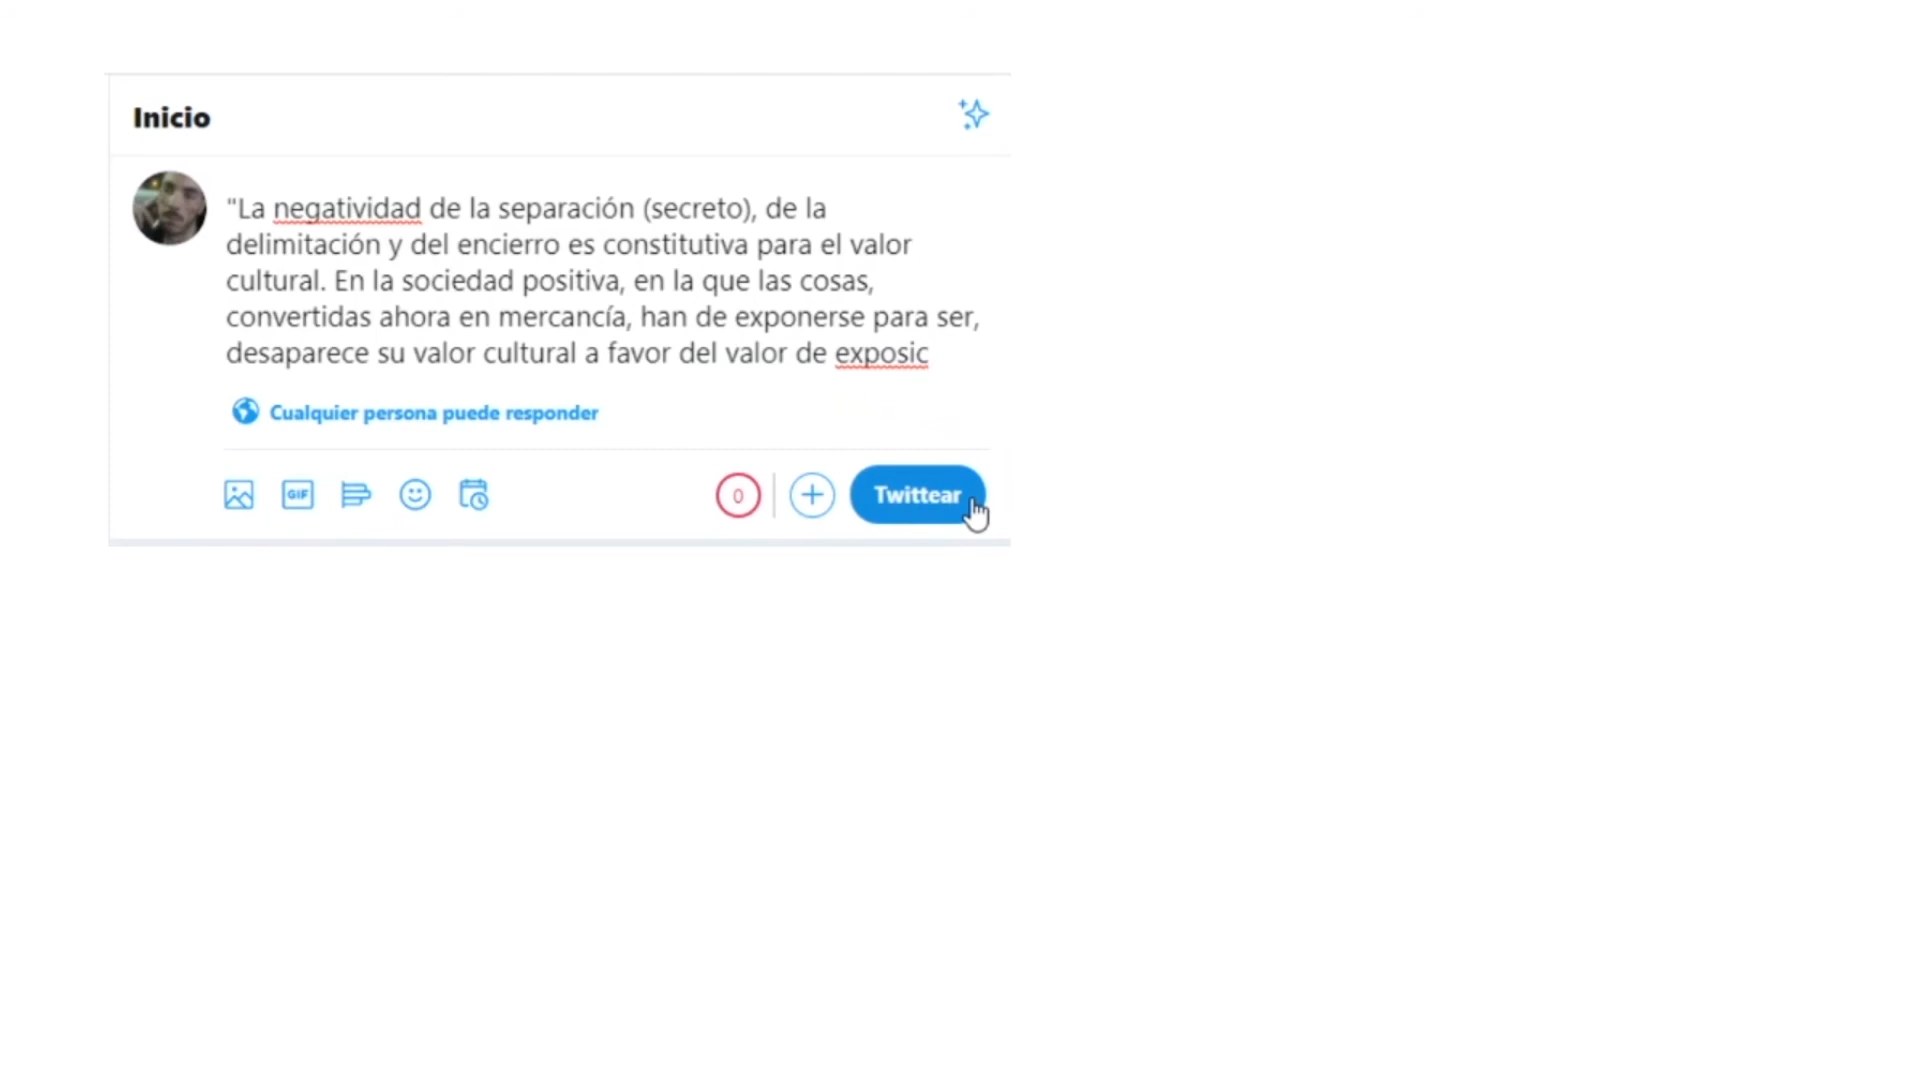 Inicio
"La negatividad de la separación (secreto), de la
delimitación y del encierro es constitutiva para el valor
cultural. En la sociedad positiva, en la que las cosas,
convertidas ahora en mercancía, han de exponerse para ser,
desaparece su valor cultural a favor del valor de exposic
Cualquier persona puede responder
GIF
0
Twittear